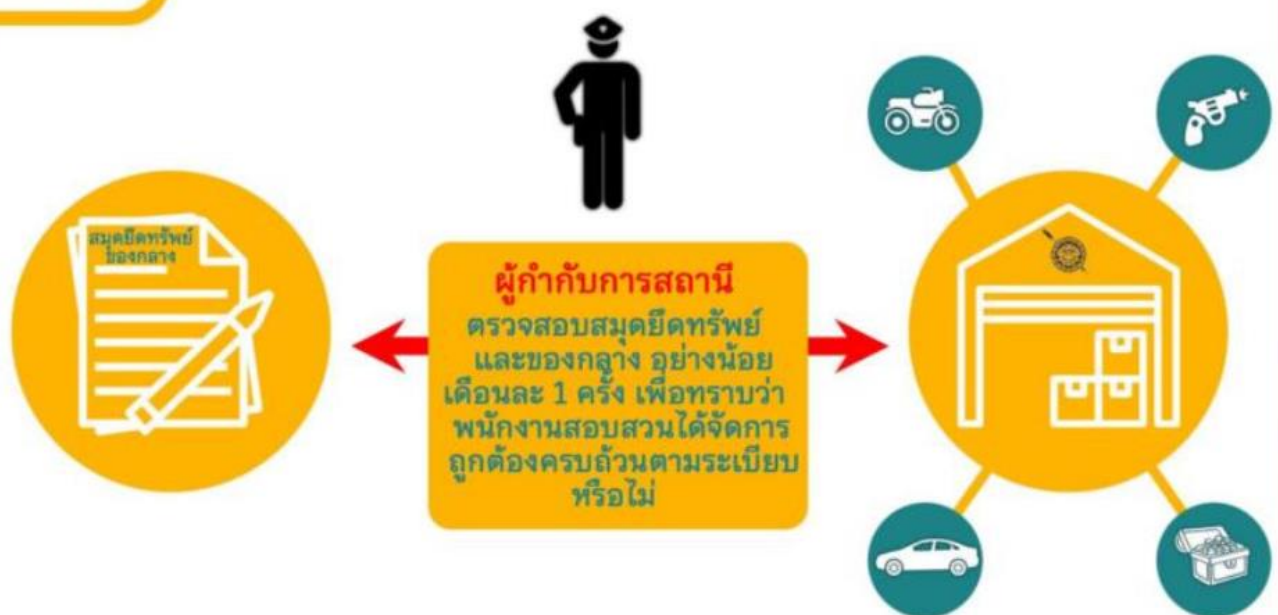 สมุดยึดทรัพย์
ของกลาง
ผู้กำกับการสถานี
ตรวจสอบสมุดยึดทรัพย์
และของกลาง อย่างน้อย
เดือนละ 1 ครั้ง เพื่อทราบว่า
พนักงานสอบสวนได้จัดการ
ถูกต้องครบถ้วนตามระเบียบ
หรือไม่